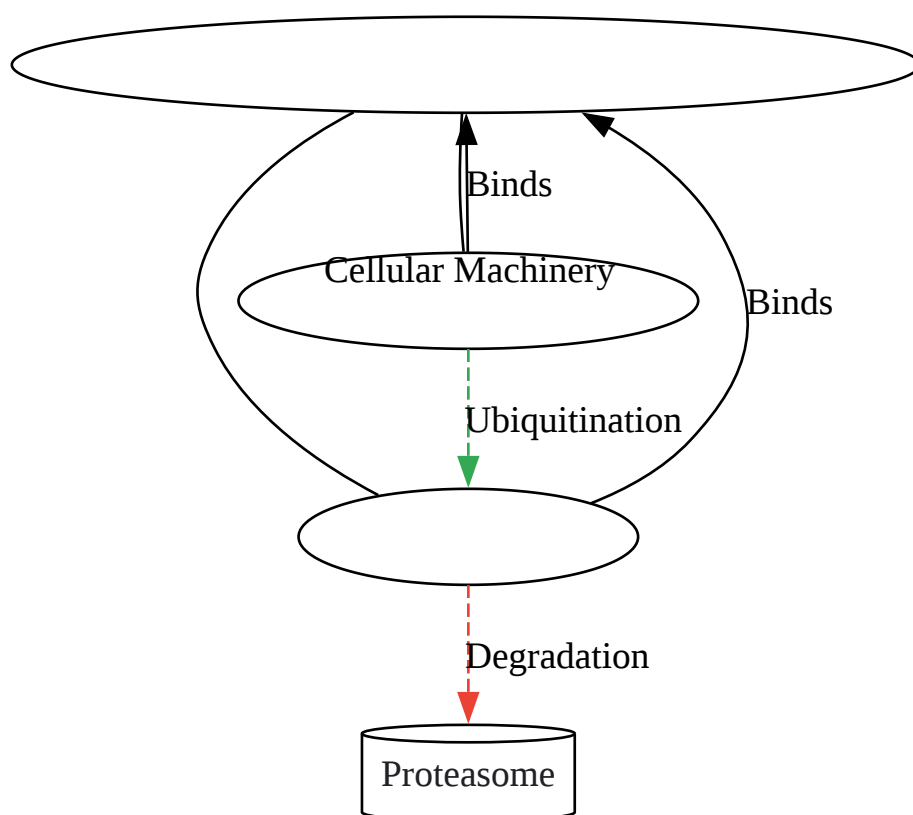 Binds
Cellular Machinery
Binds
Ubiquitination
Degradation
Proteasome